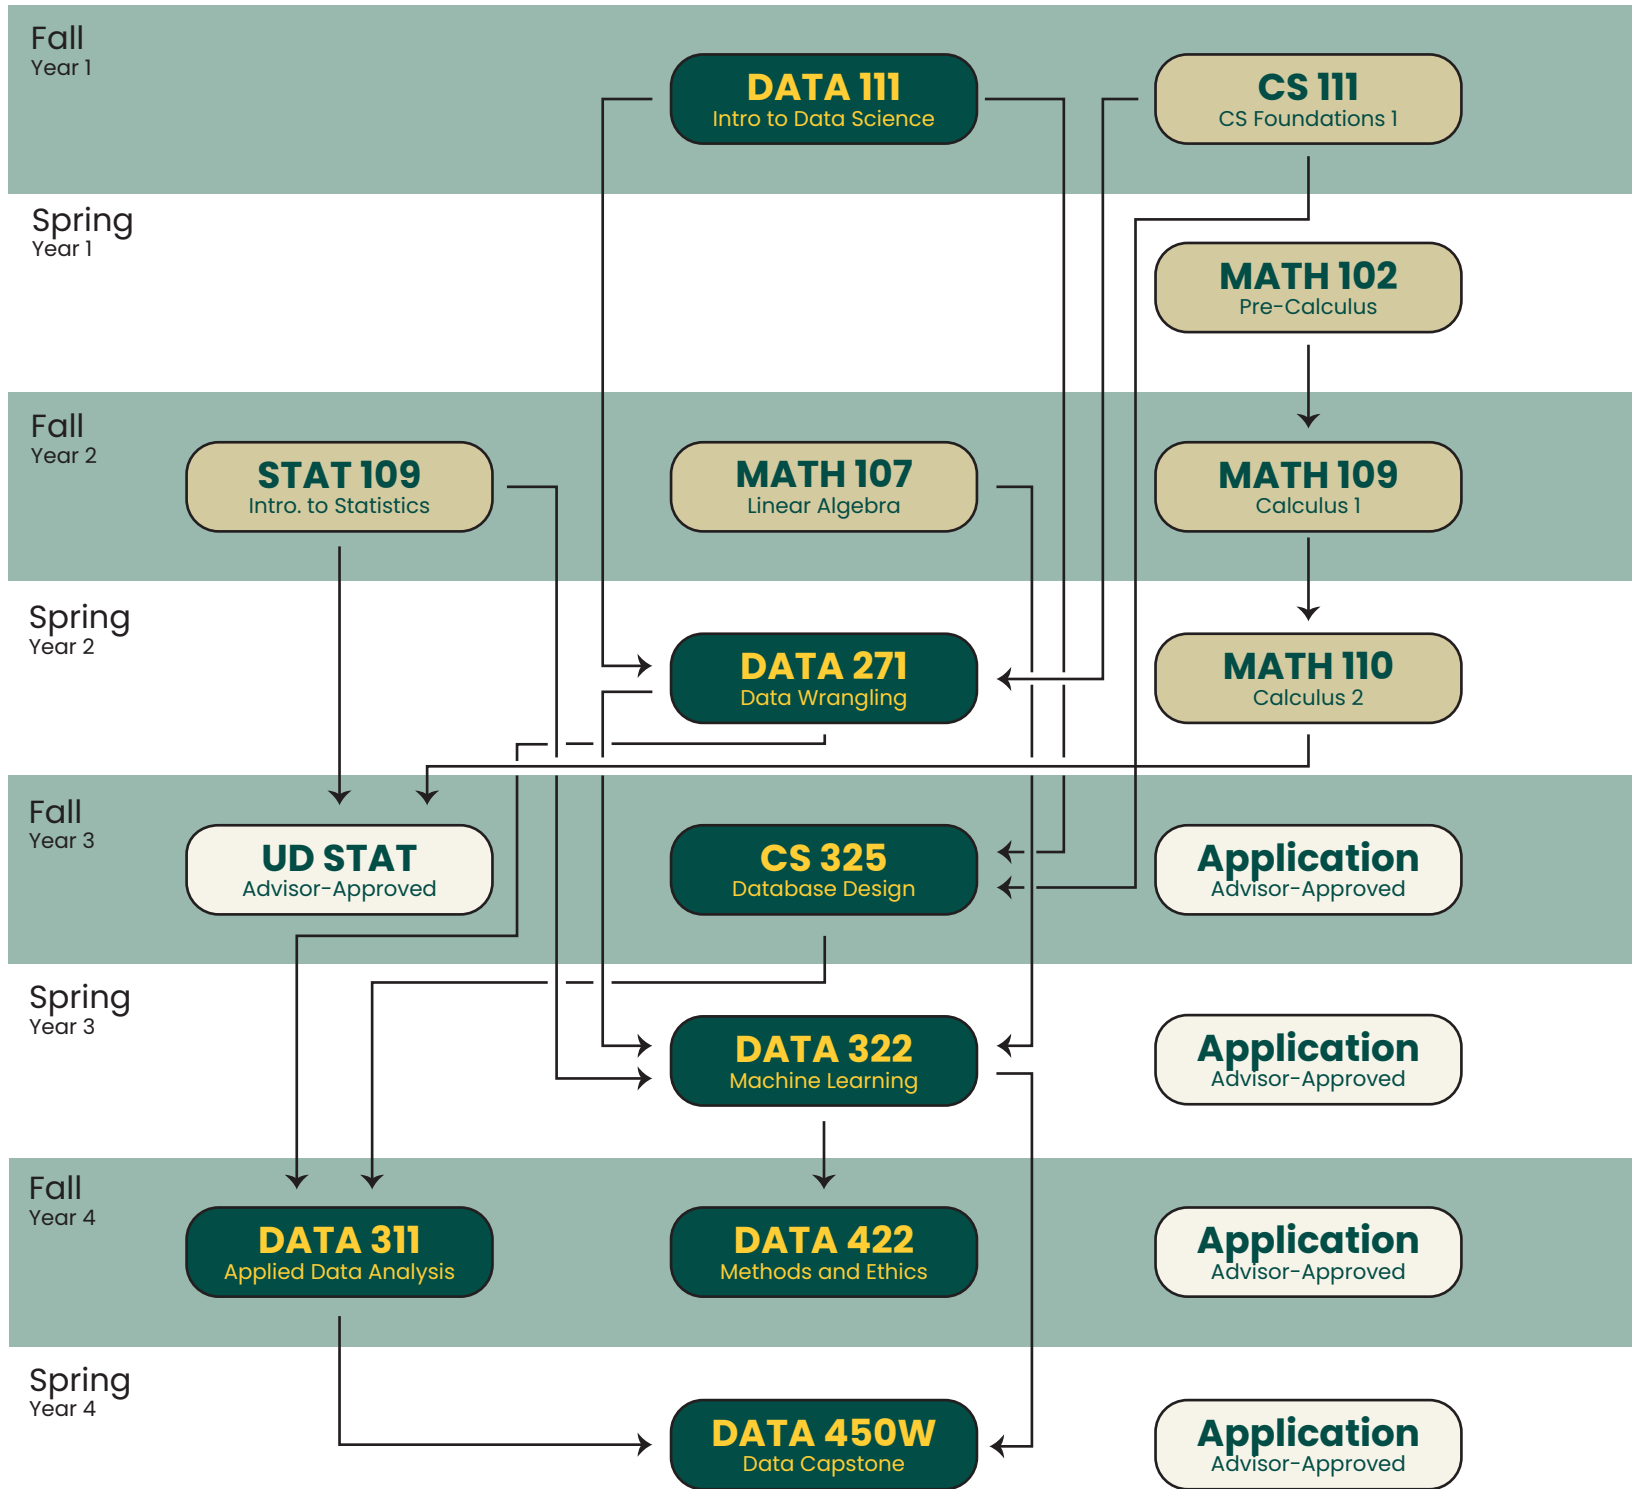 Fall
Year 1
DATA 111
Intro to Data Science
CS 111
CS Foundations 1
Spring
Year 1
MATH 102
Pre-Calculus
Fall
Year 2
STAT 109
Intro. to Statistics
MATH 107
Linear Algebra
MATH 109
Calculus 1
Spring
Year 2
DATA 271
Data Wrangling
MATH 110
Calculus 2
Fall
Year 3
UD STAT
Advisor-Approved
CS 325
Database Design
Application
Advisor-Approved
Spring
Year 3
DATA 322
Machine Learning
Application
Advisor-Approved
Fall
Year 4
DATA 311
Applied Data Analysis
DATA 422
Methods and Ethics
Application
Advisor-Approved
Spring
Year 4
DATA 450W
Data Capstone
Application
Advisor-Approved